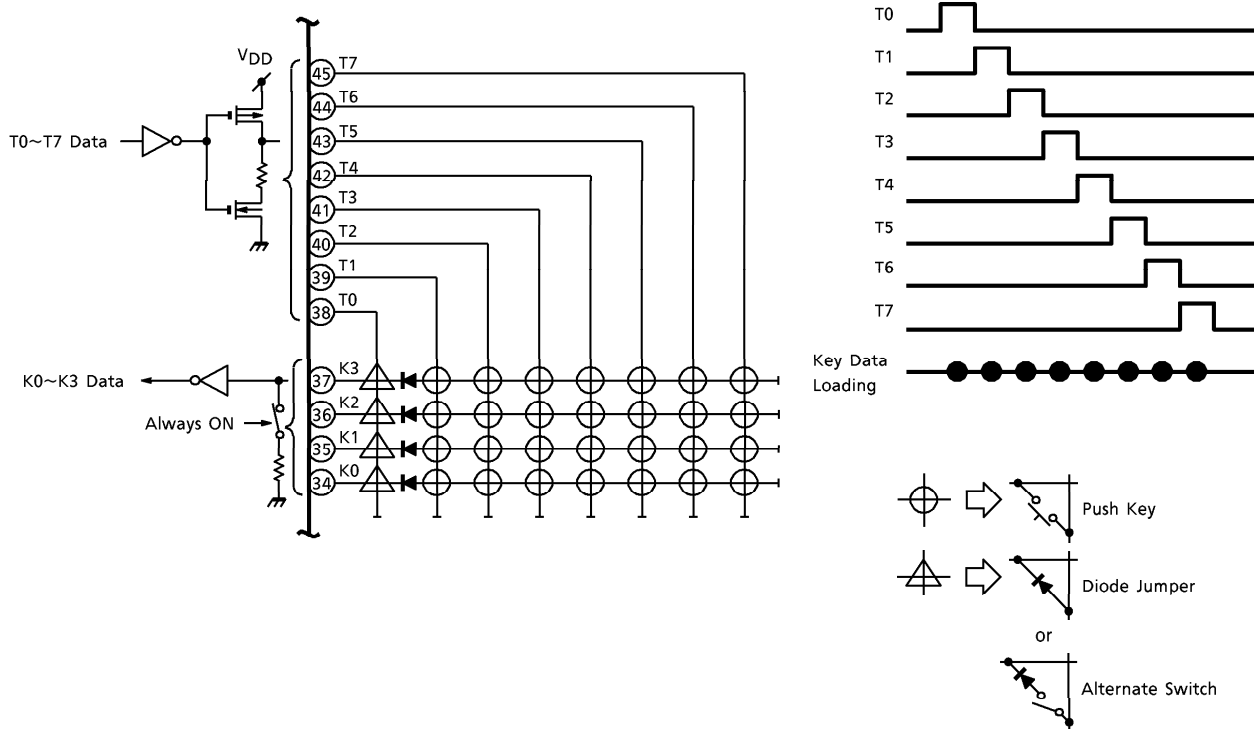 VDD
T0~T7 Data
45 T7
44 T6
43 T5
42 T4
41 T3
40 T2
39 T1
38 T0
K0~K3 Data
Always ON
37 K3
36 K2
35 K1
34 K0
T0
T1
T2
T3
T4
T5
T6
T7
Key Data
Loading
Push Key
Diode Jumper
or
Alternate Switch